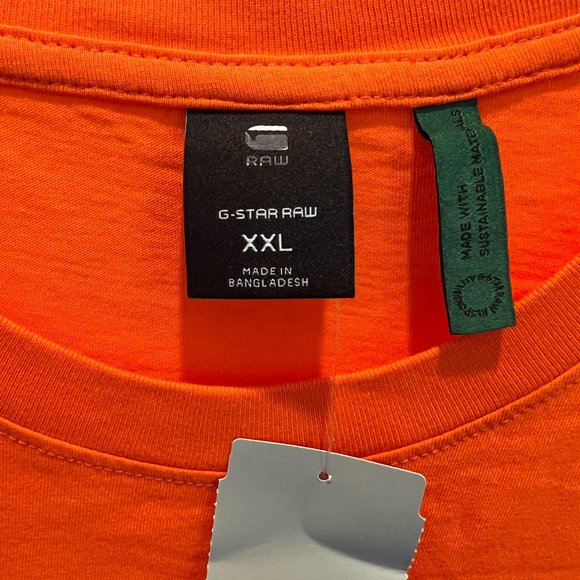 RAW
G-STAR RAW
XXL
MADE IN
BANGLADESH
MADE WITH
SUSTAINABLE MATERIALS